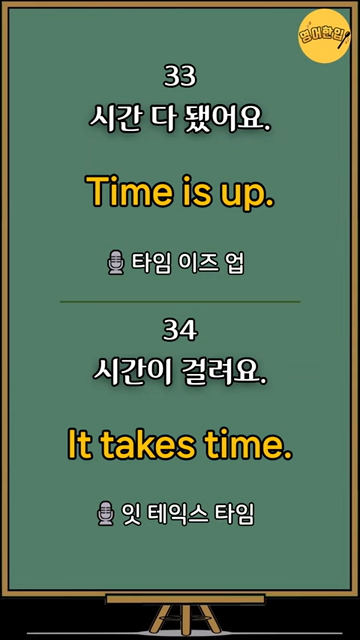 영어한입
33
시간 다 됐어요.
Time is up.
타임 이즈 업
34
시간이 걸려요.
It takes time.
잇 테익스 타임